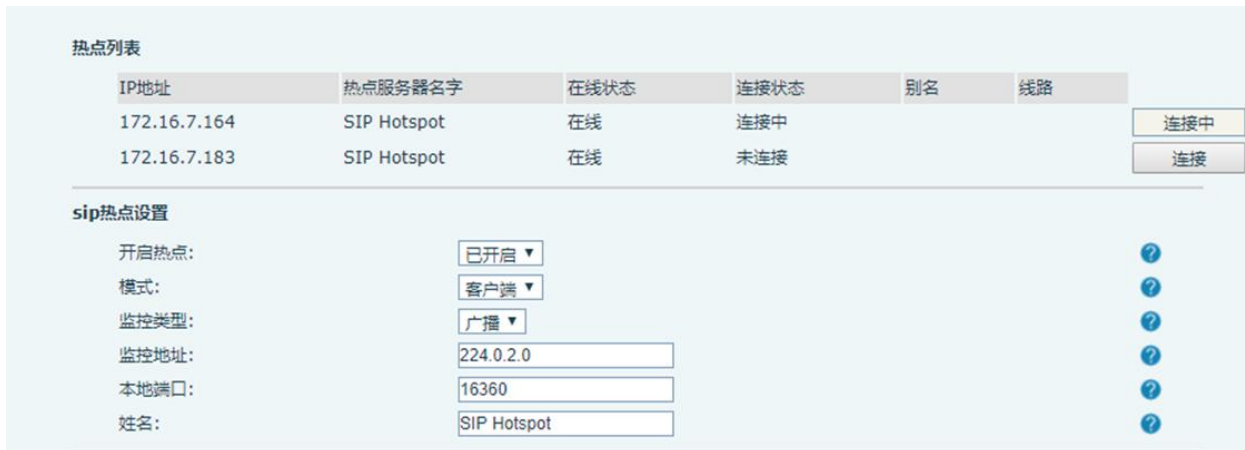 热点列表
IP地址 热点服务器名字 在线状态 连接状态 别名 线路
172.16.7.164 SIP Hotspot 在线 连接中 连接中
172.16.7.183 SIP Hotspot 在线 未连接 连接
sip热点设置
开启热点: 已开启
模式: 客户端
监控类型: 广播
监控地址: 224.0.2.0
本地端口: 16360
姓名: SIP Hotspot